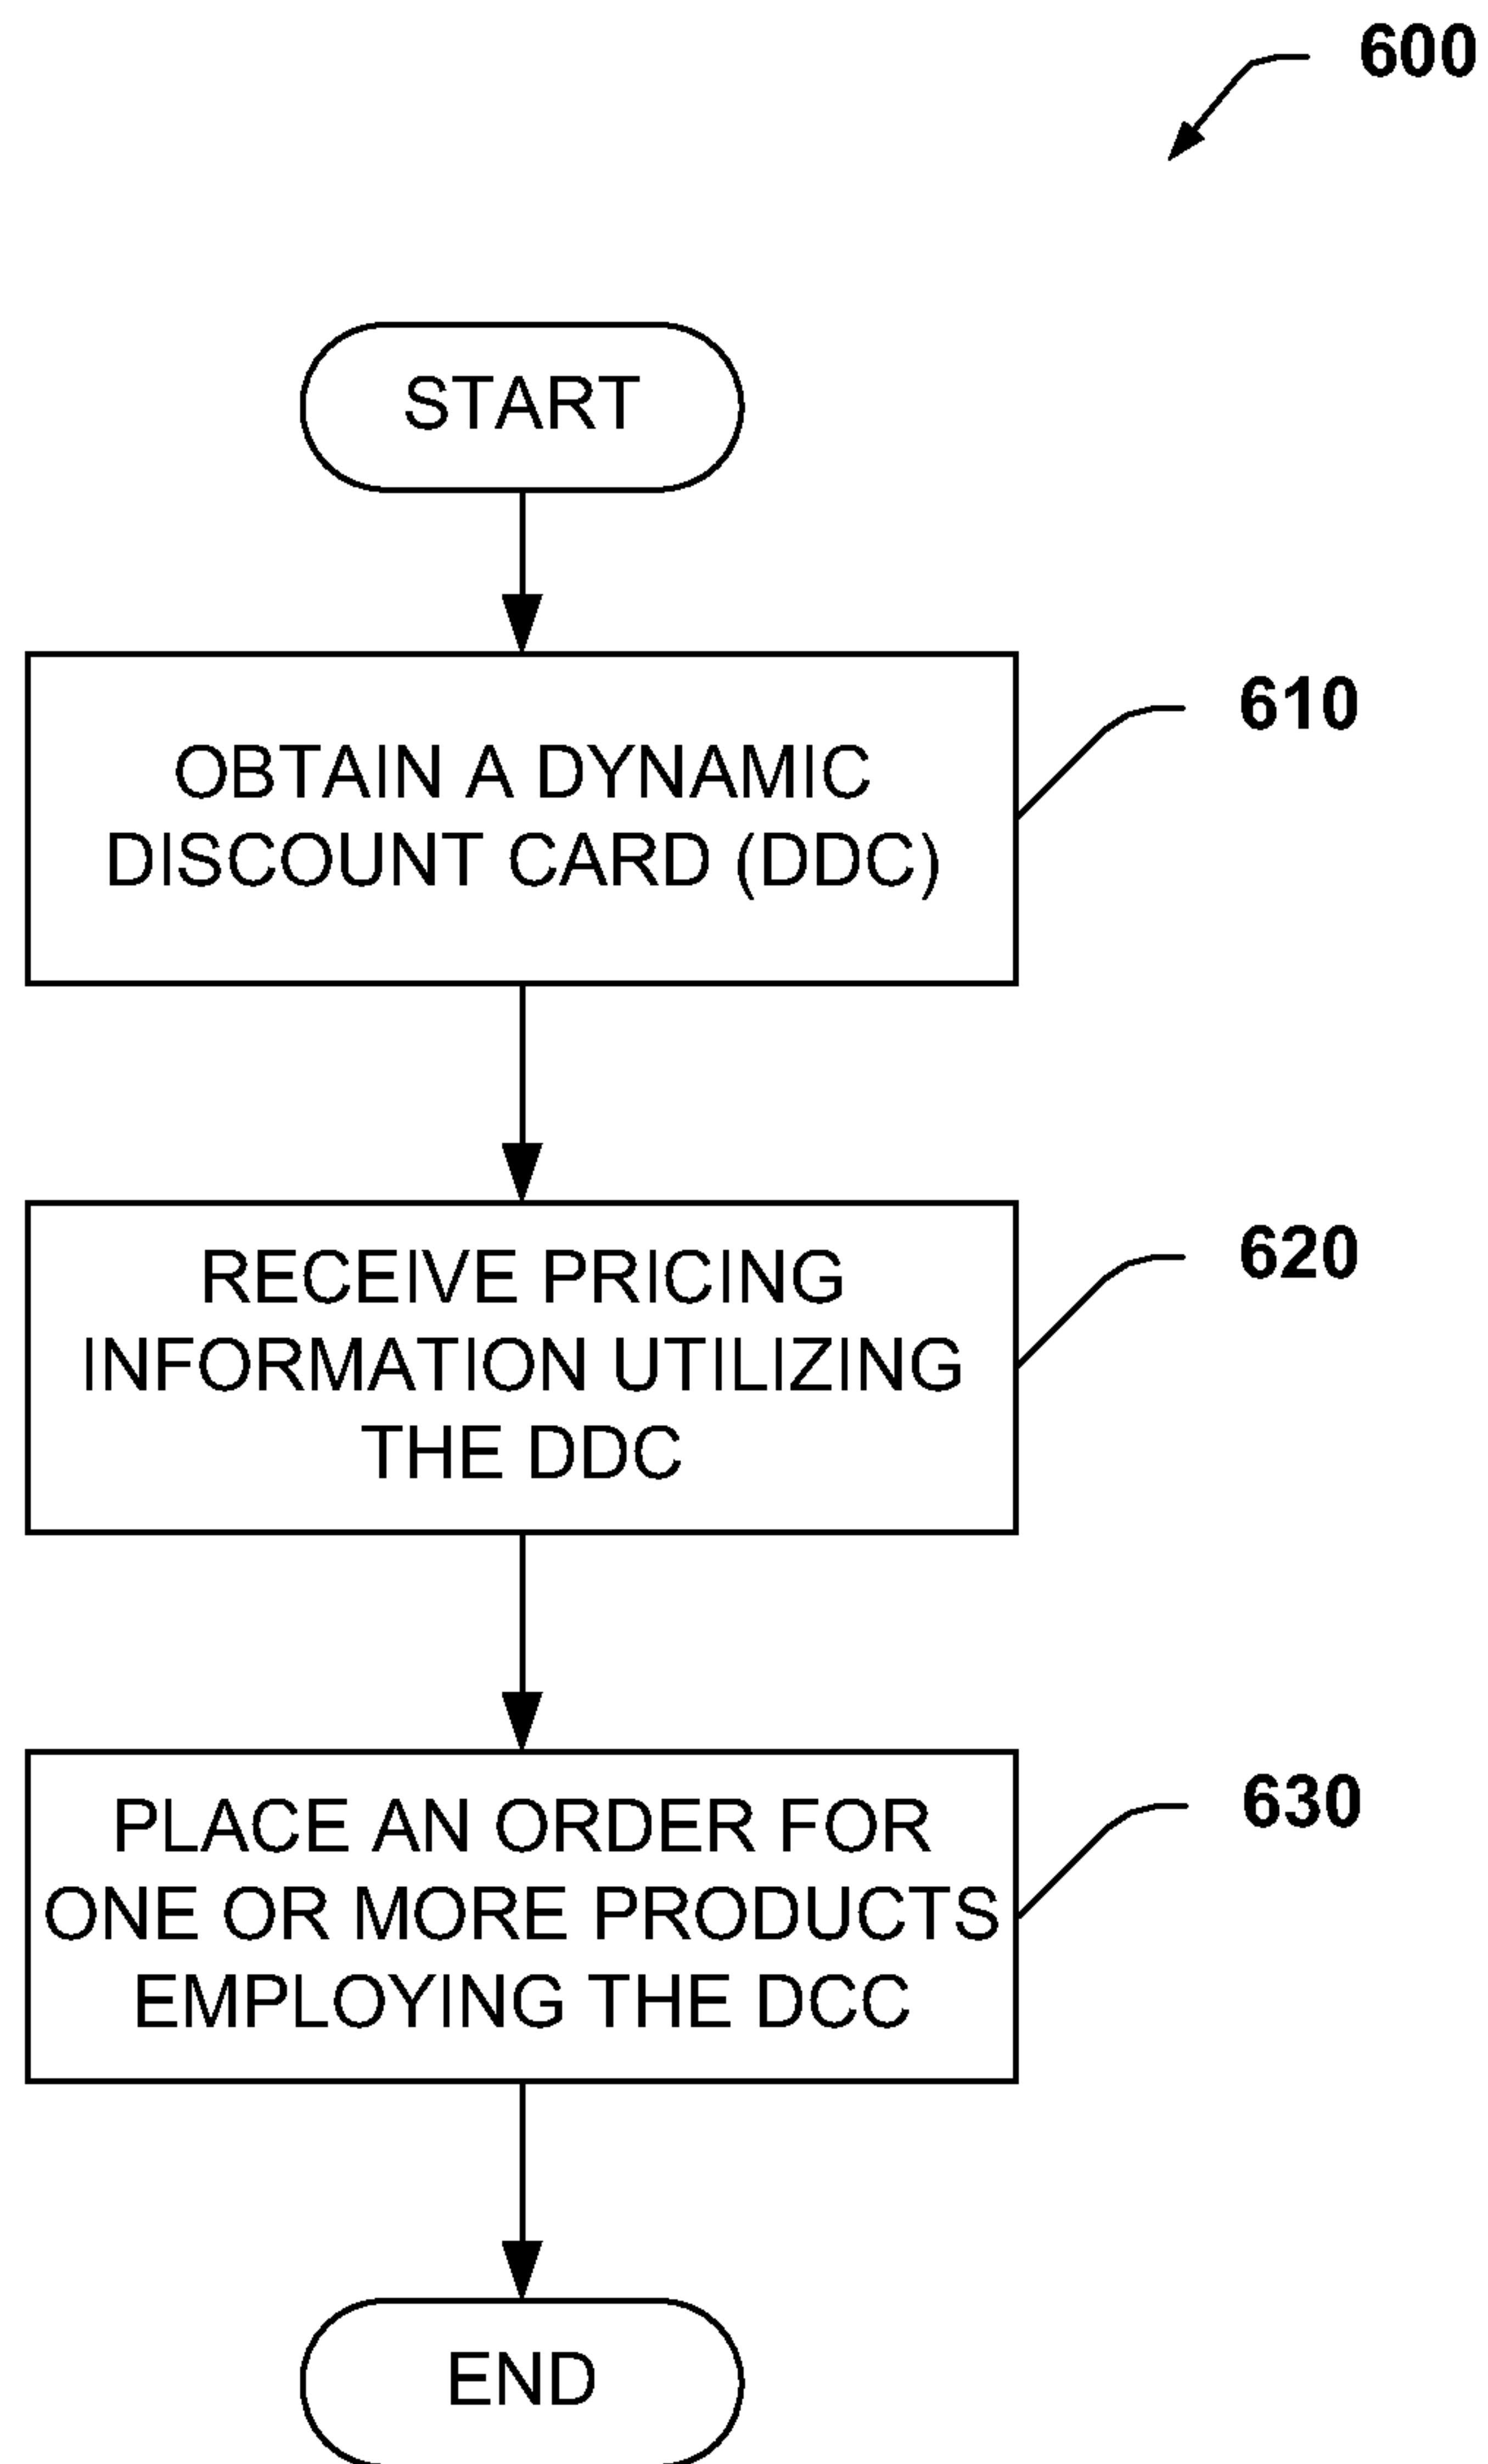 600
START
610
OBTAIN A DYNAMIC
DISCOUNT CARD (DDC)
620
RECEIVE PRICING
INFORMATION UTILIZING
THE DDC
630
PLACE AN ORDER FOR
ONE OR MORE PRODUCTS
EMPLOYING THE DCC
END